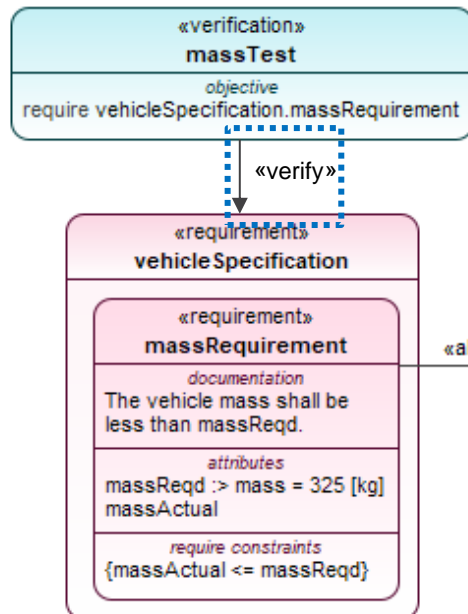 «verification»
massTest
objective
require vehicleSpecification.massRequirement
«verify»
«requirement»
vehicleSpecification
«requirement»
massRequirement
«al
documentation
The vehicle mass shall be
less than massReqd.
attributes
massReqd :> mass = 325 [kg]
massActual
require constraints
{massActual <= massReqd}